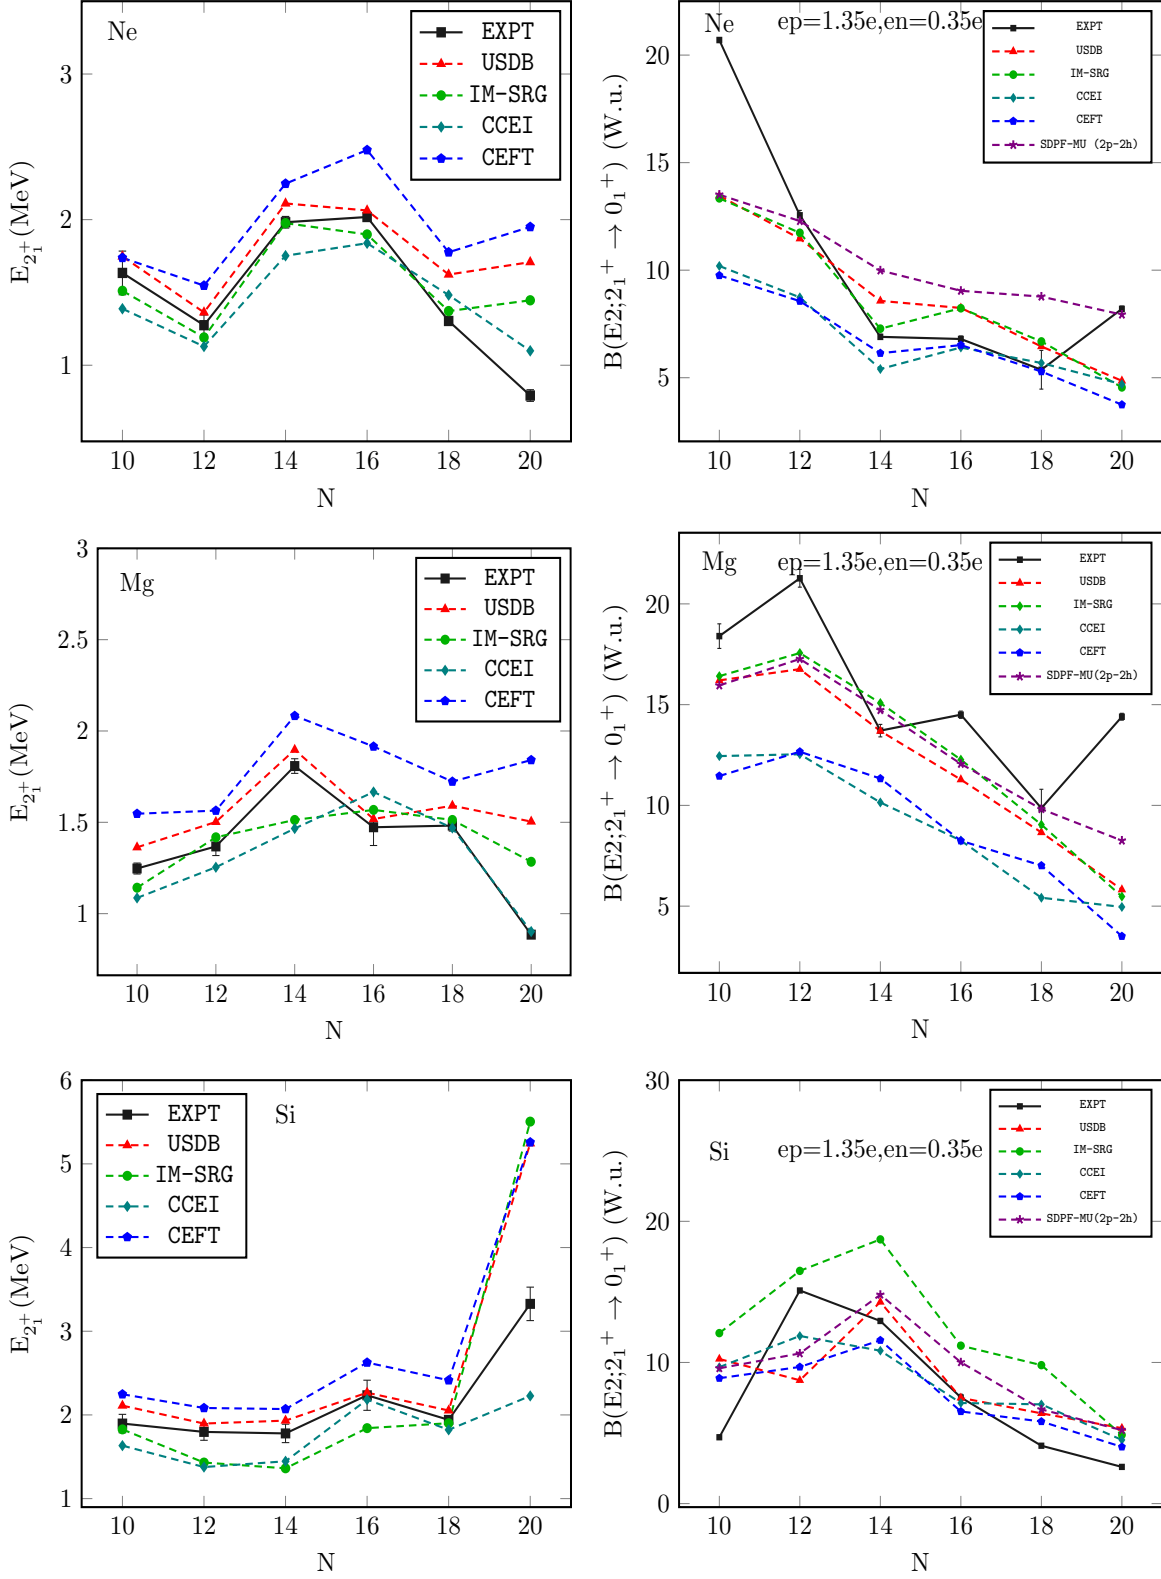 Ne
EXPT
USDB
IM-SRG
CCEI
CEFT
3
2
1
E₂₁⁺(MeV)
10 12 14 16 18 20
N
Ne
ep=1.35e,en=0.35e
EXPT
USDB
IM-SRG
CCEI
CEFT
SDPF-MU (2p-2h)
20
15
10
5
B(E2;2₁⁺ → 0₁⁺) (W.u.)
10 12 14 16 18 20
N
Mg
EXPT
USDB
IM-SRG
CCEI
CEFT
3
2.5
2
1.5
1
E₂₁⁺(MeV)
10 12 14 16 18 20
N
Mg
ep=1.35e,en=0.35e
EXPT
USDB
IM-SRG
CCEI
CEFT
SDPF-MU(2p-2h)
20
15
10
5
B(E2;2₁⁺ → 0₁⁺) (W.u.)
10 12 14 16 18 20
N
EXPT
USDB
IM-SRG
CCEI
CEFT
Si
6
5
4
3
2
1
E₂₁⁺(MeV)
10 12 14 16 18 20
N
Si
ep=1.35e,en=0.35e
EXPT
USDB
IM-SRG
CCEI
CEFT
SDPF-MU(2p-2h)
30
20
10
0
B(E2;2₁⁺ → 0₁⁺) (W.u.)
10 12 14 16 18 20
N